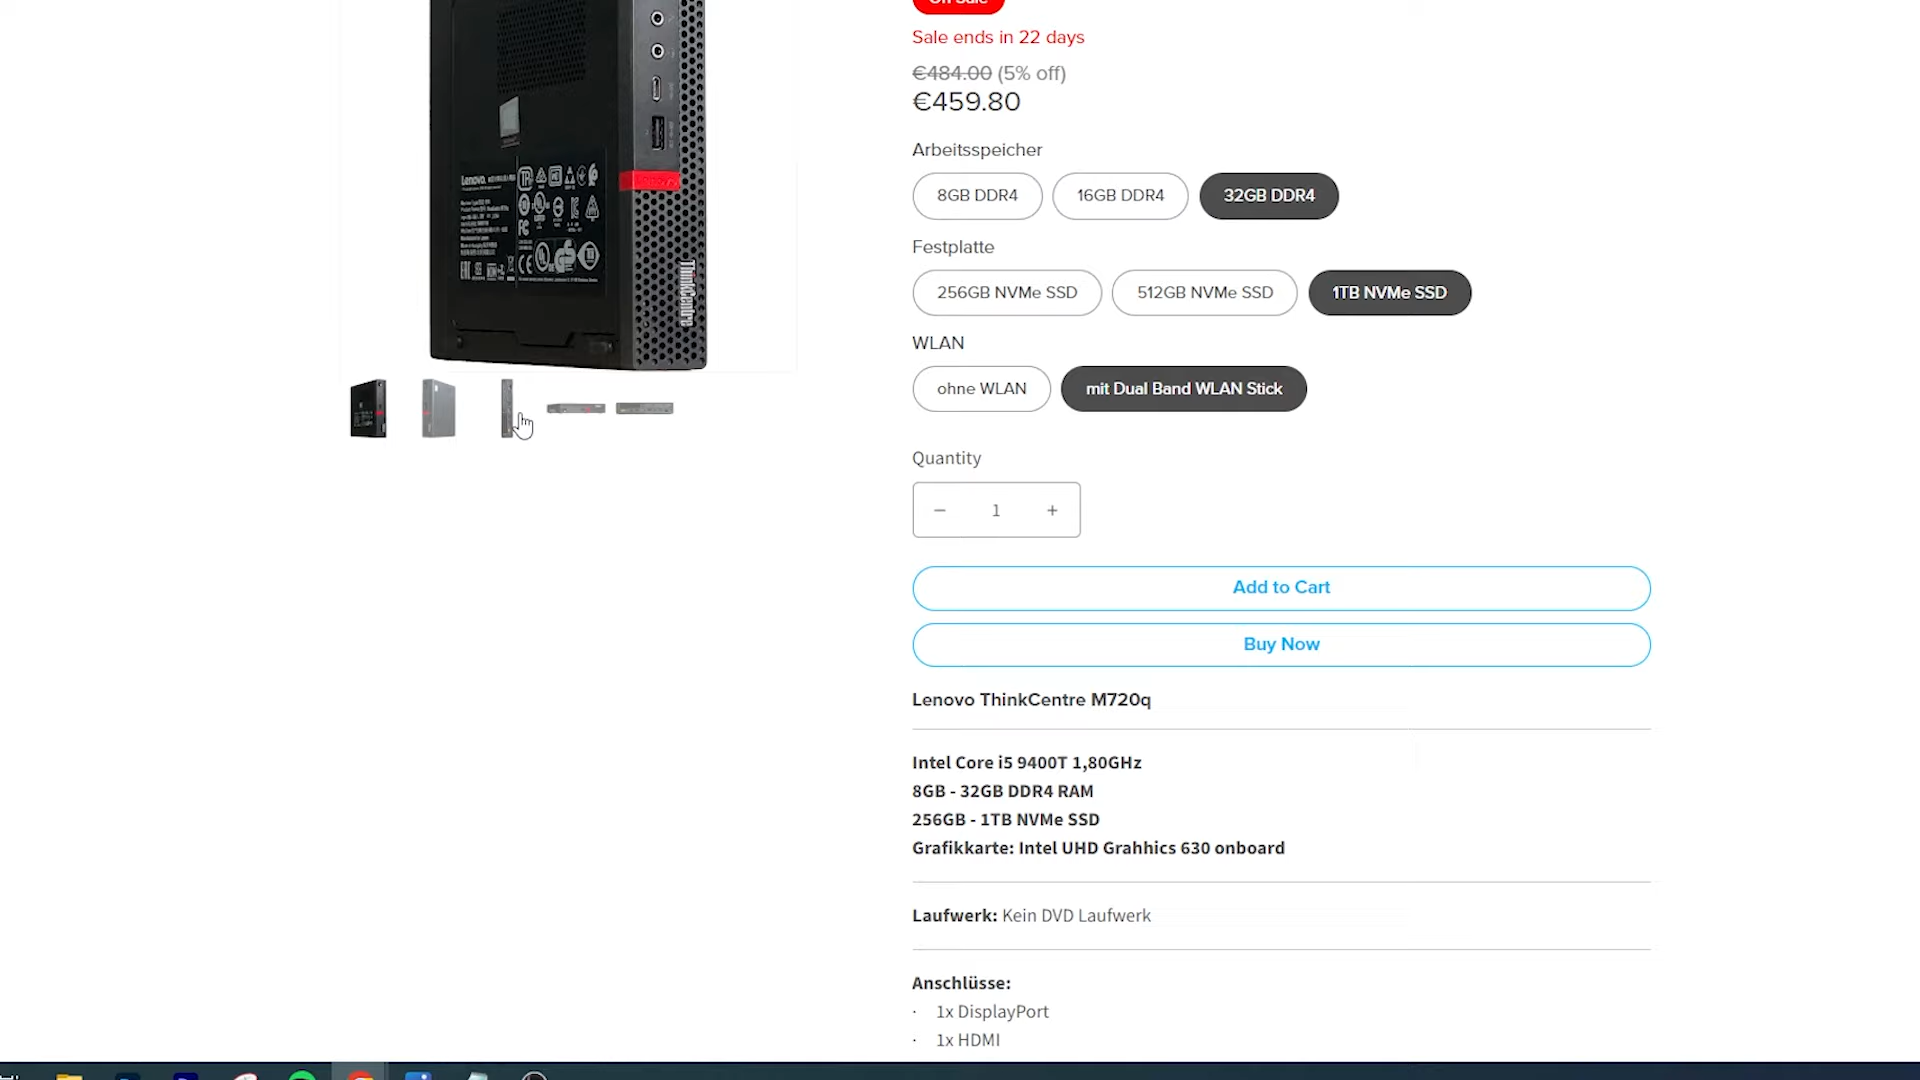 On Sale
Sale ends in 22 days
€484.00 (5% off)
€459.80
Arbeitsspeicher
8GB DDR4 16GB DDR4 32GB DDR4
Festplatte
256GB NVMe SSD 512GB NVMe SSD 1TB NVMe SSD
WLAN
ohne WLAN mit Dual Band WLAN Stick
Quantity
− 1 +
Add to Cart
Buy Now
Lenovo ThinkCentre M720q
Intel Core i5 9400T 1,80GHz
8GB - 32GB DDR4 RAM
256GB - 1TB NVMe SSD
Grafikkarte: Intel UHD Grahhics 630 onboard
Laufwerk: Kein DVD Laufwerk
Anschlüsse:
· 1x DisplayPort
· 1x HDMI
Lenovo
ThinkCentre